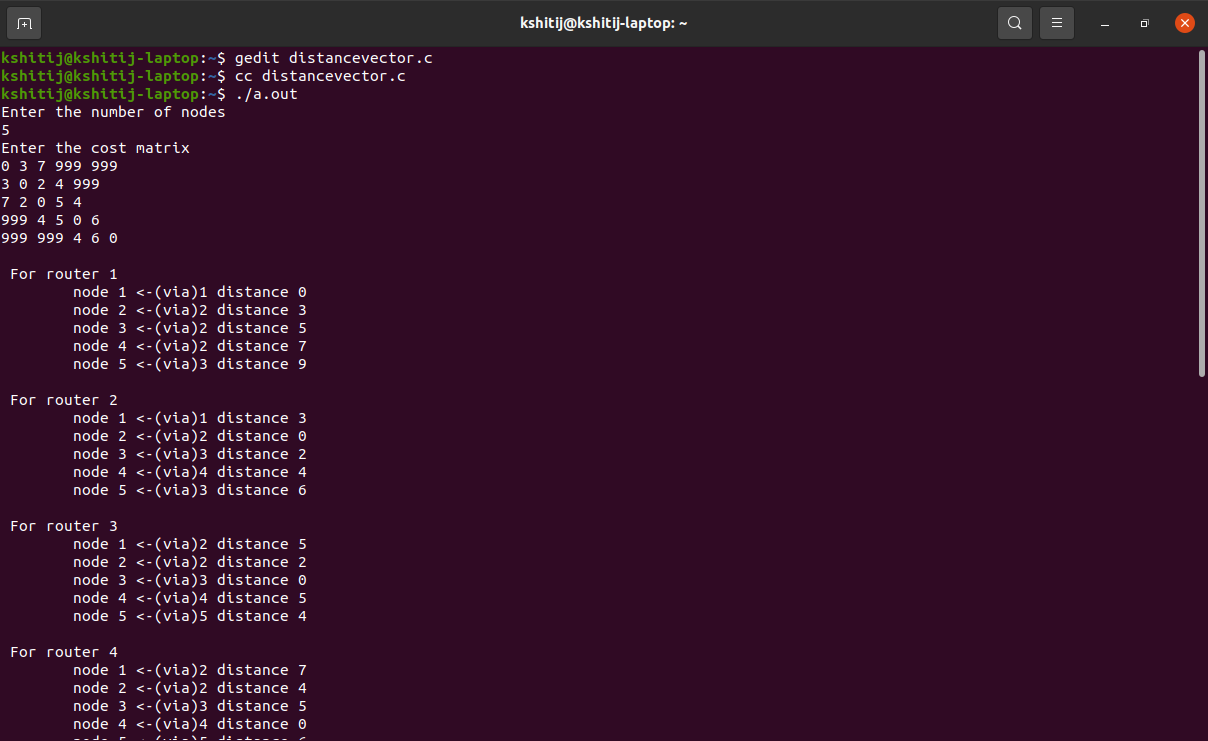 kshitij@kshitij-laptop: ~
kshitij@kshitij-laptop:~$ gedit distancevector.c
kshitij@kshitij-laptop:~$ cc distancevector.c
kshitij@kshitij-laptop:~$ ./a.out
Enter the number of nodes
5
Enter the cost matrix
0 3 7 999 999
3 0 2 4 999
7 2 0 5 4
999 4 5 0 6
999 999 4 6 0
For router 1
node 1 <-(via)1 distance 0
node 2 <-(via)2 distance 3
node 3 <-(via)2 distance 5
node 4 <-(via)2 distance 7
node 5 <-(via)3 distance 9
For router 2
node 1 <-(via)1 distance 3
node 2 <-(via)2 distance 0
node 3 <-(via)3 distance 2
node 4 <-(via)4 distance 4
node 5 <-(via)3 distance 6
For router 3
node 1 <-(via)2 distance 5
node 2 <-(via)2 distance 2
node 3 <-(via)3 distance 0
node 4 <-(via)4 distance 5
node 5 <-(via)5 distance 4
For router 4
node 1 <-(via)2 distance 7
node 2 <-(via)2 distance 4
node 3 <-(via)3 distance 5
node 4 <-(via)4 distance 0